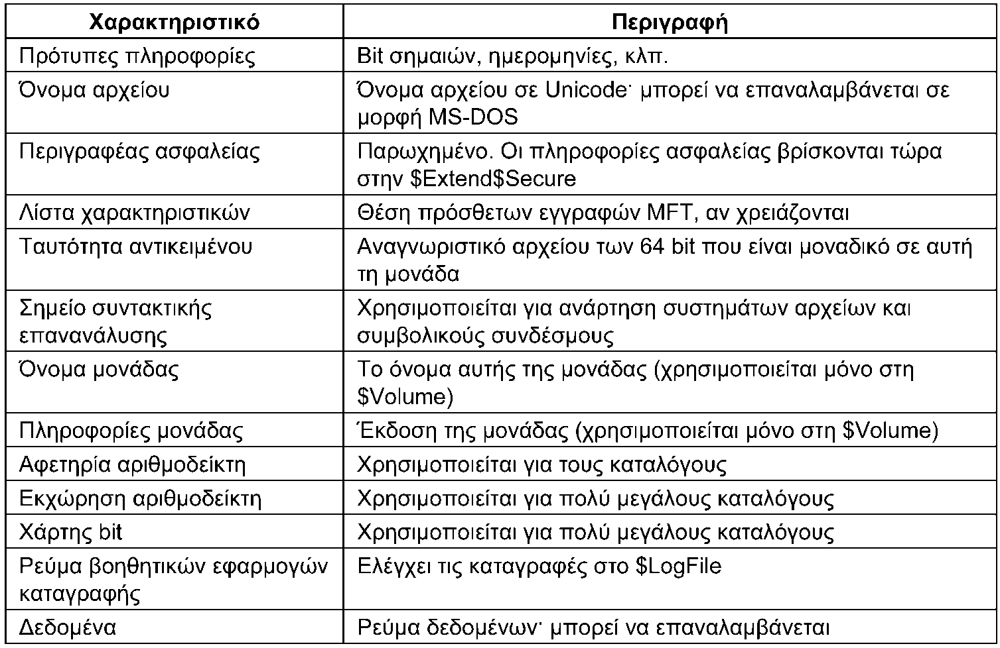 Χαρακτηριστικό Περιγραφή
Πρότυπες πληροφορίες Bit σημαιών, ημερομηνίες, κλπ.
Όνομα αρχείου Όνομα αρχείου σε Unicode· μπορεί να επαναλαμβάνεται σε
μορφή MS-DOS
Περιγραφέας ασφαλείας Παρωχημένο. Οι πληροφορίες ασφαλείας βρίσκονται τώρα
στην $Extend$Secure
Λίστα χαρακτηριστικών Θέση πρόσθετων εγγραφών MFT, αν χρειάζονται
Ταυτότητα αντικειμένου Αναγνωριστικό αρχείου των 64 bit που είναι μοναδικό σε αυτή
τη μονάδα
Σημείο συντακτικής
επανανάλυσης
Χρησιμοποιείται για ανάρτηση συστημάτων αρχείων και
συμβολικούς συνδέσμους
Όνομα μονάδας Το όνομα αυτής της μονάδας (χρησιμοποιείται μόνο στη
$Volume)
Πληροφορίες μονάδας Έκδοση της μονάδας (χρησιμοποιείται μόνο στη $Volume)
Αφετηρία αριθμοδείκτη Χρησιμοποιείται για τους καταλόγους
Εκχώρηση αριθμοδείκτη Χρησιμοποιείται για πολύ μεγάλους καταλόγους
Χάρτης bit Χρησιμοποιείται για πολύ μεγάλους καταλόγους
Ρεύμα βοηθητικών εφαρμογών
καταγραφής
Ελέγχει τις καταγραφές στο $LogFile
Δεδομένα Ρεύμα δεδομένων· μπορεί να επαναλαμβάνεται